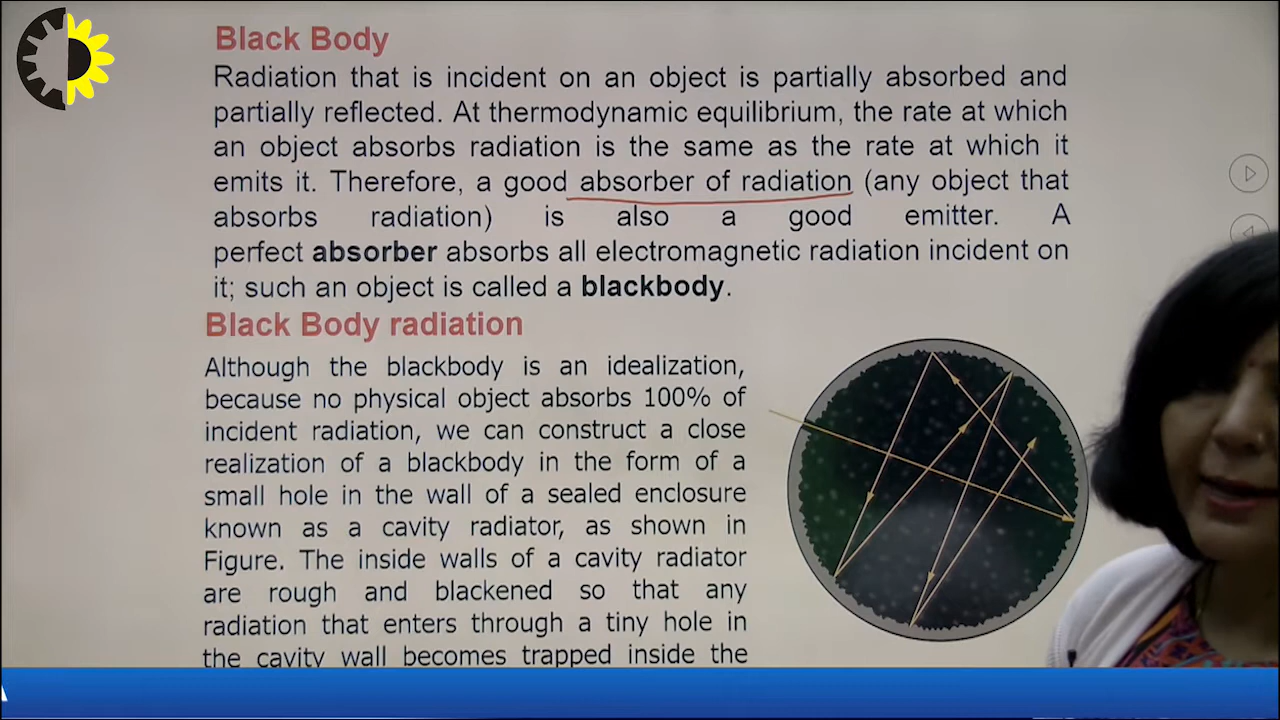 Black Body
Radiation that is incident on an object is partially absorbed and
partially reflected. At thermodynamic equilibrium, the rate at which
an object absorbs radiation is the same as the rate at which it
emits it. Therefore, a good absorber of radiation (any object that
absorbs radiation) is also a good emitter. A
perfect absorber absorbs all electromagnetic radiation incident on
it; such an object is called a blackbody.
Black Body radiation
Although the blackbody is an idealization,
because no physical object absorbs 100% of
incident radiation, we can construct a close
realization of a blackbody in the form of a
small hole in the wall of a sealed enclosure
known as a cavity radiator, as shown in
Figure. The inside walls of a cavity radiator
are rough and blackened so that any
radiation that enters through a tiny hole in
the cavity wall becomes trapped inside the